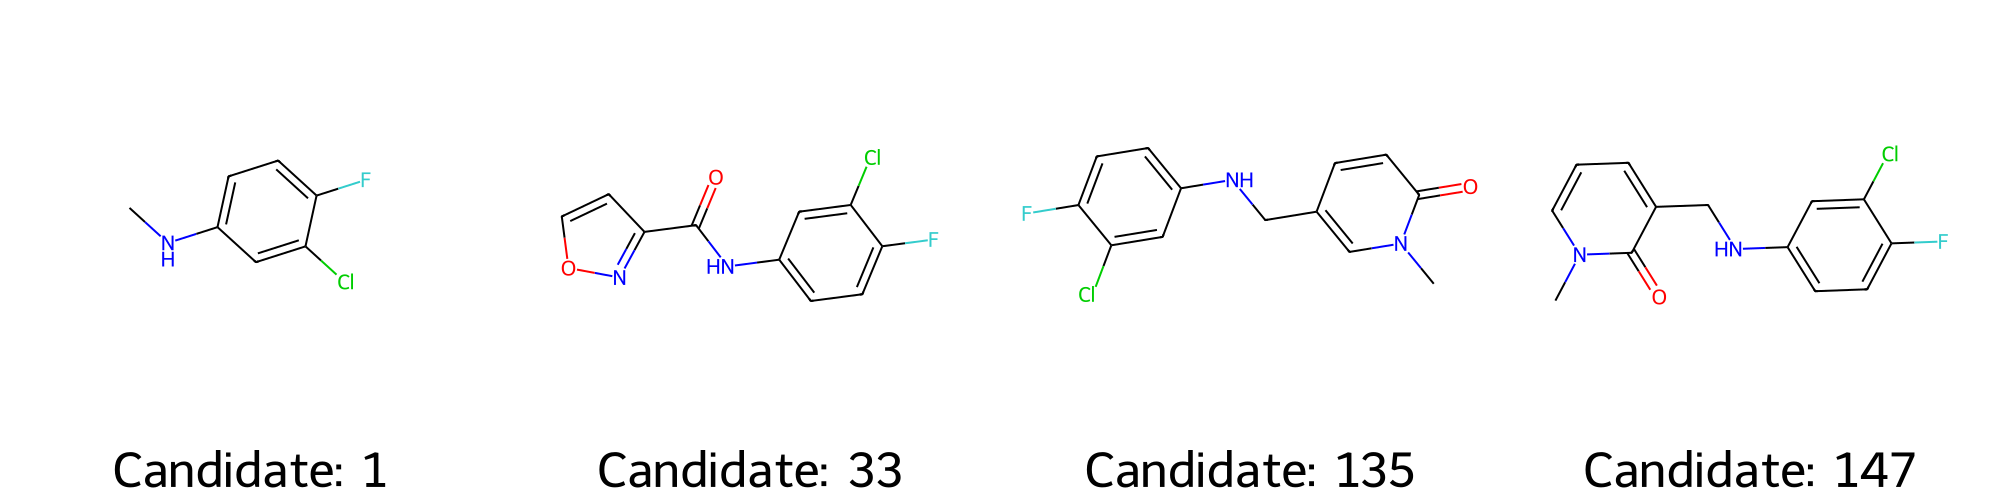 F
N
H
Cl
O
N
O
HN
Cl
F
F
Cl
NH
N
O
N
O
HN
Cl
F
Candidate: 1
Candidate: 33
Candidate: 135
Candidate: 147